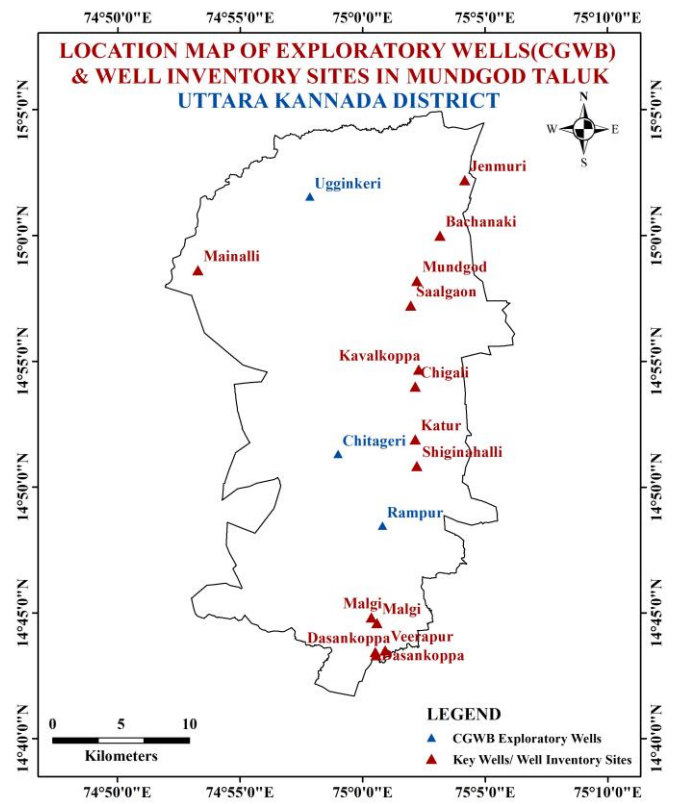 74°50'0"E 74°55'0"E 75°0'0"E 75°5'0"E 75°10'0"E
LOCATION MAP OF EXPLORATORY WELLS(CGWB)
& WELL INVENTORY SITES IN MUNDGOD TALUK
UTTARA KANNADA DISTRICT
N
W E
S
15°5'0"N 15°5'0"N
Jenmuri
Ugginkeri
Bachanaki
15°0'0"N 15°0'0"N
Mainalli
Mundgod
Saalgaon
14°55'0"N 14°55'0"N
Kavalkoppa
Chigali
Katur
Chitageri
Shiginahalli
14°50'0"N 14°50'0"N
Rampur
14°45'0"N 14°45'0"N
Malgi Malgi
Dasankoppa Veerapur
Dasankoppa
LEGEND
0 5 10
Kilometers
CGWB Exploratory Wells
Key Wells/ Well Inventory Sites
14°40'0"N 14°40'0"N
74°50'0"E 74°55'0"E 75°0'0"E 75°5'0"E 75°10'0"E